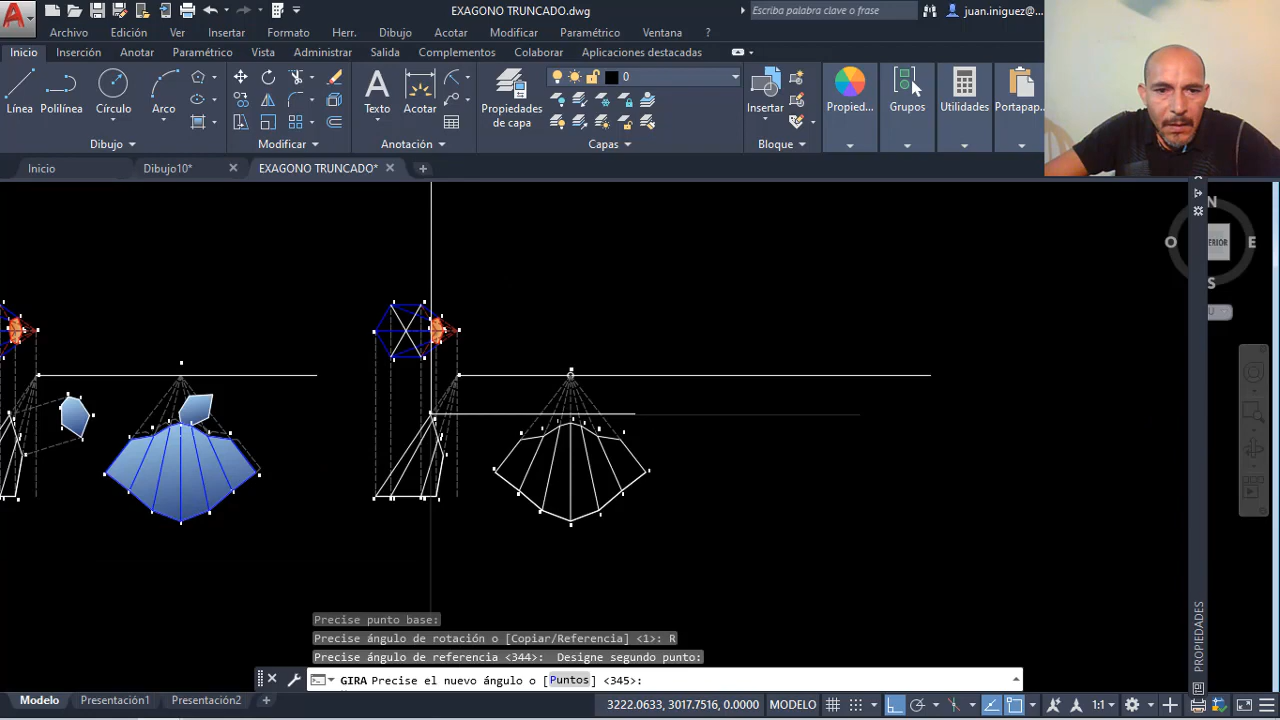 EXAGONO TRUNCADO.dwg
Escriba palabra clave o frase
juan.iniguez@...
Archivo Edición Ver Insertar Formato Herr. Dibujo Acotar Modificar Paramétrico Ventana ?
Inicio Inserción Anotar Paramétrico Vista Administrar Salida Complementos Colaborar Aplicaciones destacadas
0
Línea Polilínea Círculo Arco Texto Acotar Propiedades de capa Insertar Propied... Grupos Utilidades Portapap...
Dibujo Modificar Anotación Capas Bloque
Inicio Dibujo10* EXAGONO TRUNCADO*
N
O ERIOR E
S
U
Precise punto base:
Precise ángulo de rotación o [Copiar/Referencia] <1>: R
Precise ángulo de referencia <344>: Designe segundo punto:
GIRA Precise el nuevo ángulo o [Puntos] <345>:
PROPIEDADES
Modelo Presentación1 Presentación2 +
3222.0633, 3017.7516, 0.0000 MODELO 1:1